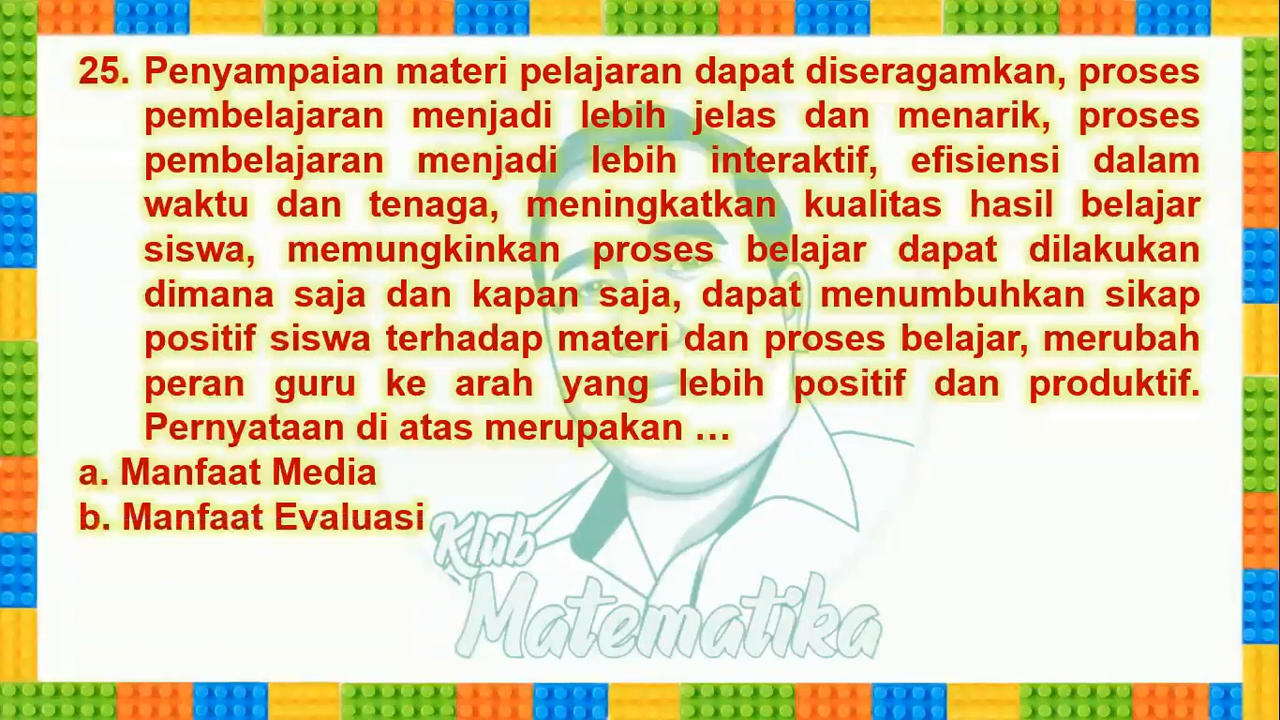 25. Penyampaian materi pelajaran dapat diseragamkan, proses
pembelajaran menjadi lebih jelas dan menarik, proses
pembelajaran menjadi lebih interaktif, efisiensi dalam
waktu dan tenaga, meningkatkan kualitas hasil belajar
siswa, memungkinkan proses belajar dapat dilakukan
dimana saja dan kapan saja, dapat menumbuhkan sikap
positif siswa terhadap materi dan proses belajar, merubah
peran guru ke arah yang lebih positif dan produktif.
Pernyataan di atas merupakan …
a. Manfaat Media
b. Manfaat Evaluasi
Klub
Matematika